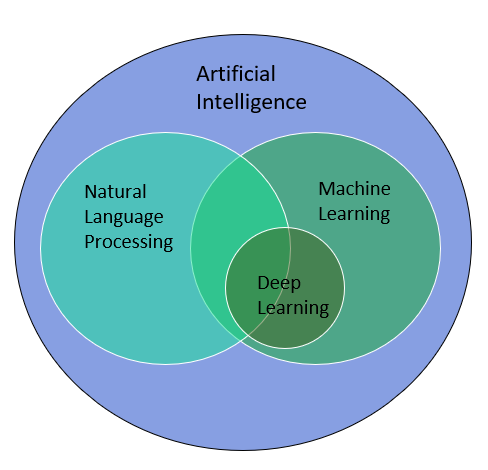 Artificial
Intelligence
Natural
Language
Processing
Machine
Learning
Deep
Learning